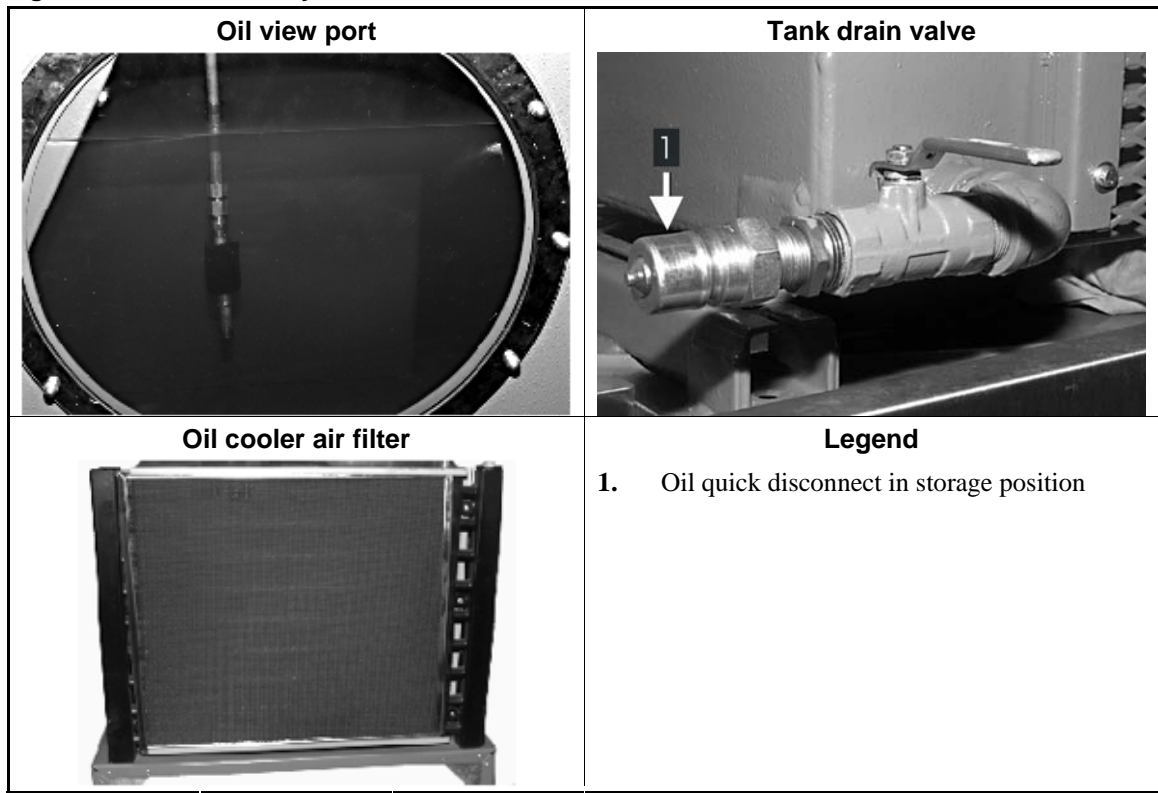 Oil view port
Tank drain valve
1
Oil cooler air filter
Legend
1. Oil quick disconnect in storage position